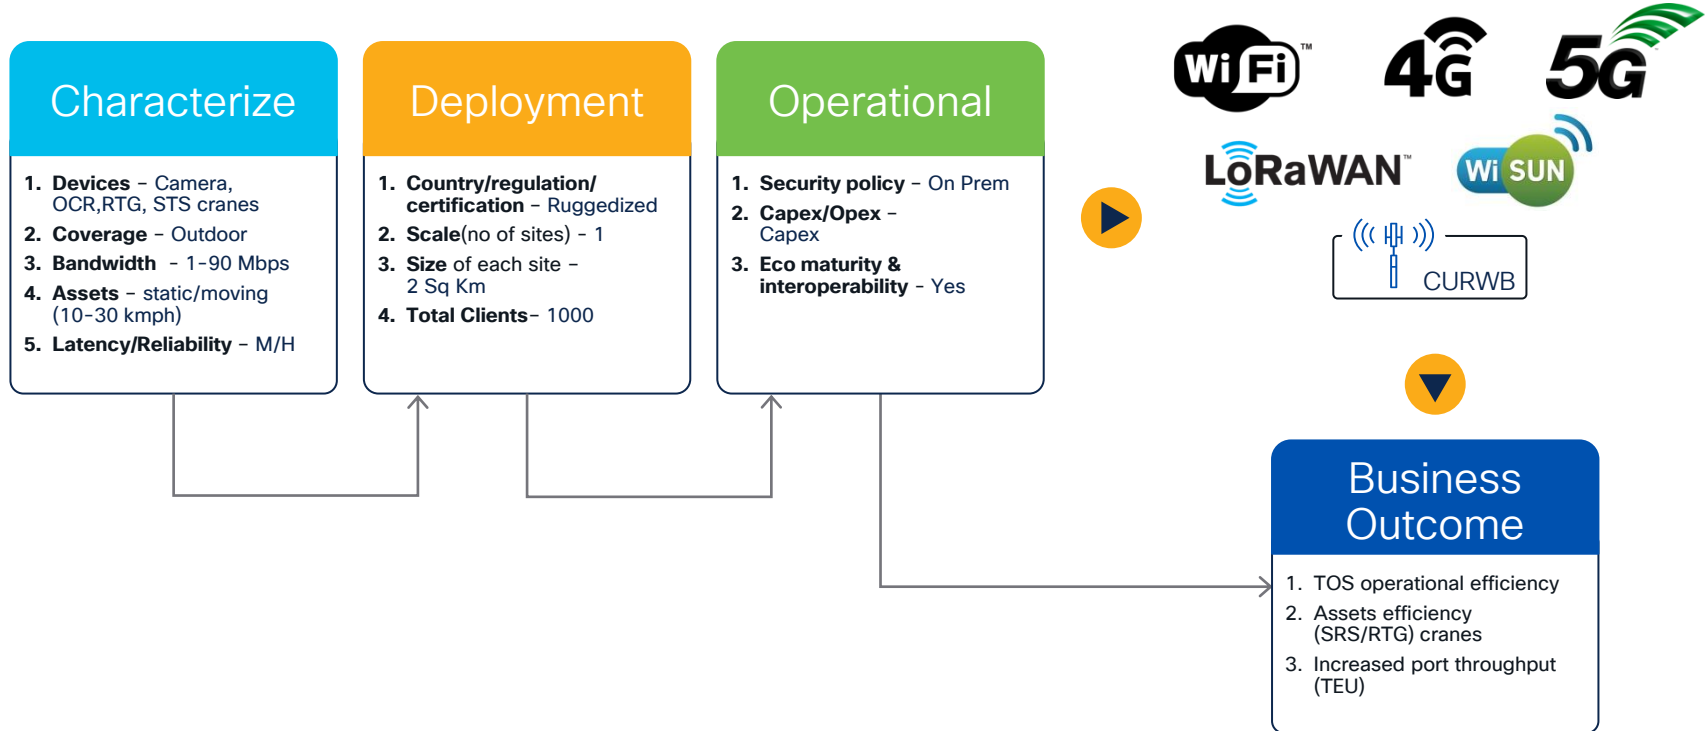 Characterize
1. Devices – Camera,
OCR,RTG, STS cranes
2. Coverage – Outdoor
3. Bandwidth – 1-90 Mbps
4. Assets – static/moving
(10-30 kmph)
5. Latency/Reliability – M/H
Deployment
1. Country/regulation/
certification – Ruggedized
2. Scale(no of sites) - 1
3. Size of each site –
2 Sq Km
4. Total Clients– 1000
Operational
1. Security policy – On Prem
2. Capex/Opex –
Capex
3. Eco maturity &
interoperability – Yes
Wi Fi™
4G
5G
LoRaWAN™
Wi SUN
CURWB
Business
Outcome
1. TOS operational efficiency
2. Assets efficiency
(SRS/RTG) cranes
3. Increased port throughput
(TEU)